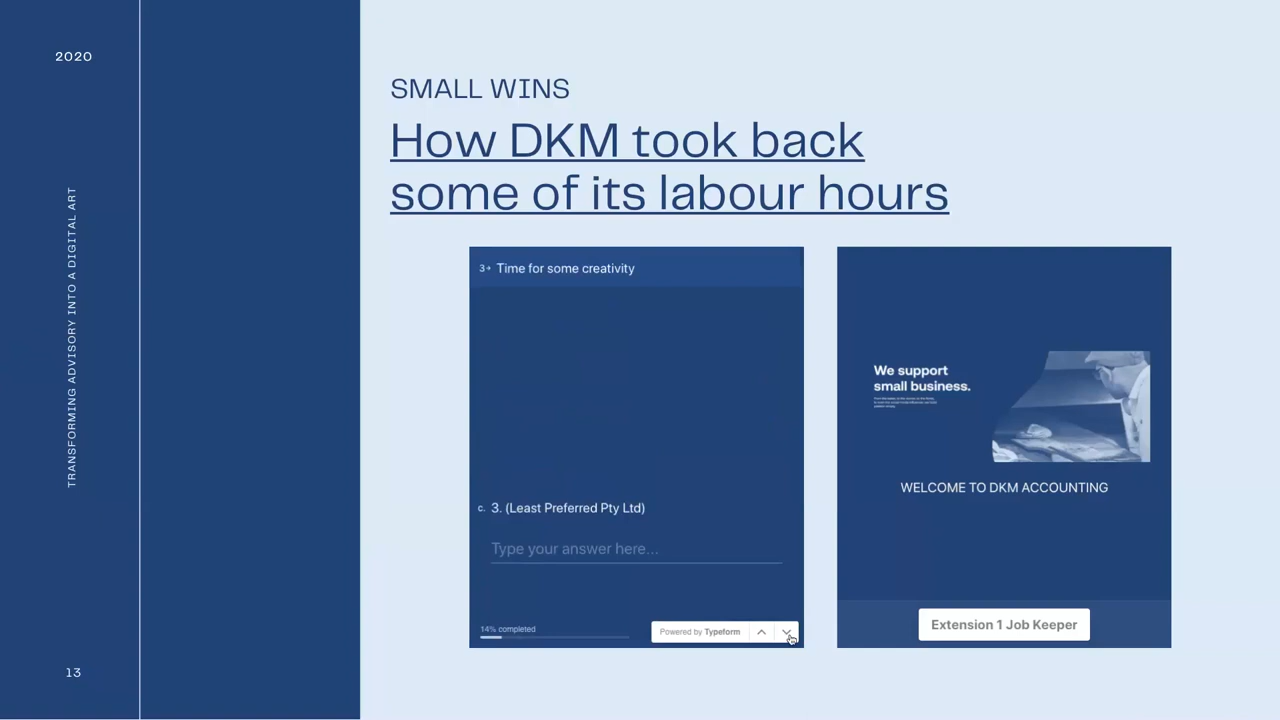 2020
TRANSFORMING ADVISORY INTO A DIGITAL ART
13
SMALL WINS
How DKM took back
some of its labour hours
3→ Time for some creativity
c. 3. (Least Preferred Pty Ltd)
Type your answer here...
14% completed
Powered by Typeform
We support
small business.
WELCOME TO DKM ACCOUNTING
Extension 1 Job Keeper